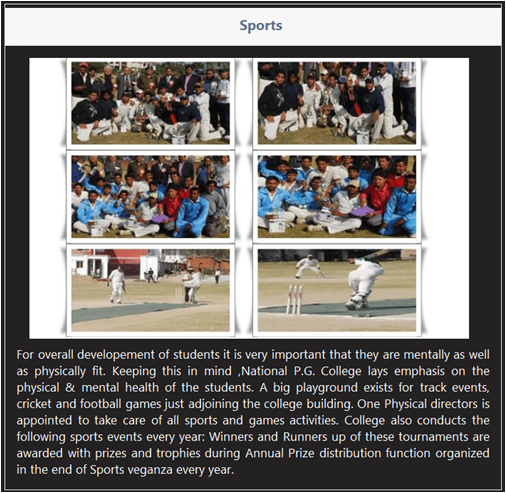 Sports
For overall developement of students it is very important that they are mentally as well
as physically fit. Keeping this in mind ,National P.G. College lays emphasis on the
physical & mental health of the students. A big playground exists for track events,
cricket and football games just adjoining the college building. One Physical directors is
appointed to take care of all sports and games activities. College also conducts the
following sports events every year: Winners and Runners up of these tournaments are
awarded with prizes and trophies during Annual Prize distribution function organized
in the end of Sports veganza every year.